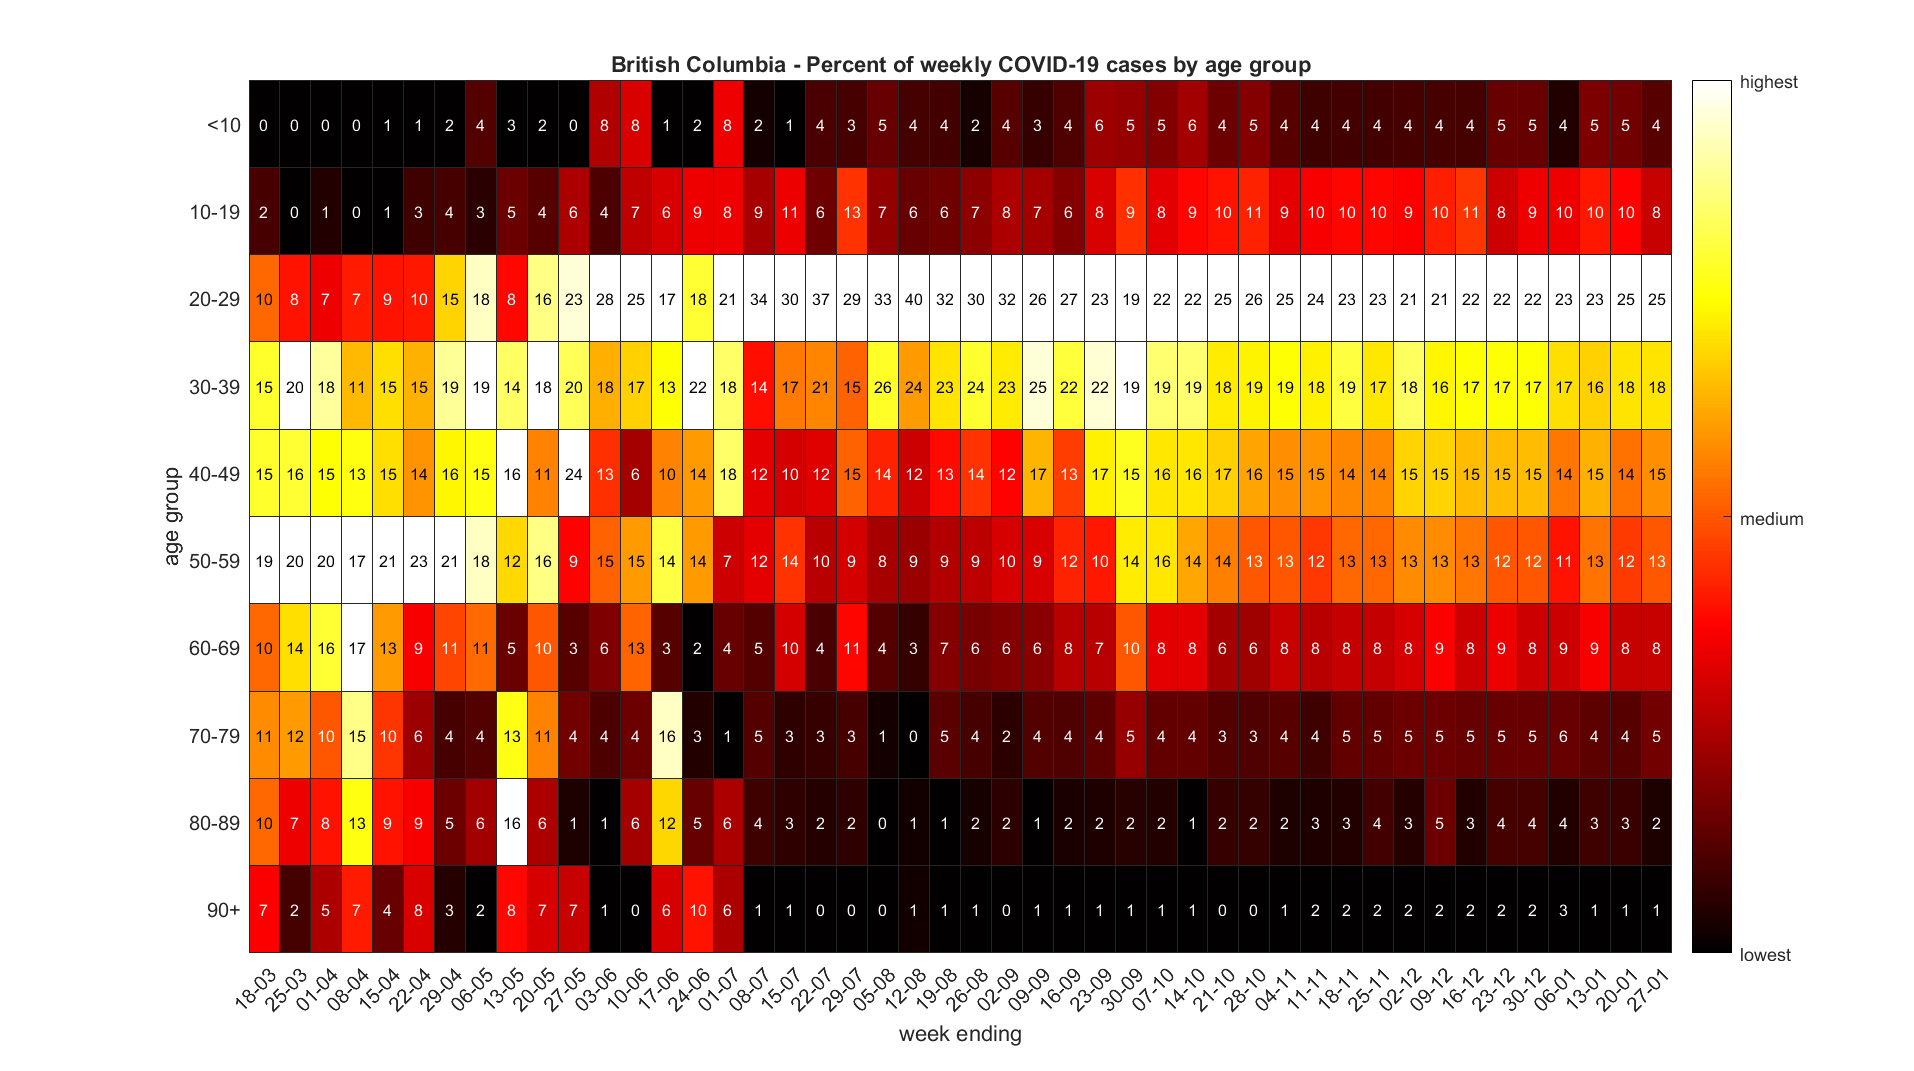 British Columbia - Percent of weekly COVID-19 cases by age group
highest
<10 0 0 0 0 1 1 2 4 3 2 0 8 8 1 2 8 2 1 4 3 5 4 4 2 4 3 4 6 5 5 6 4 5 4 4 4 4 4 4 4 5 5 4 5 5 4
10-19 2 0 1 0 1 3 4 3 5 4 6 4 7 6 9 8 9 11 6 13 7 6 6 7 8 7 6 8 9 8 9 10 11 9 10 10 10 9 10 11 8 9 10 10 10 8
20-29 10 8 7 7 9 10 15 18 8 16 23 28 25 17 18 21 34 30 37 29 33 40 32 30 32 26 27 23 19 22 22 25 26 25 24 23 23 21 21 22 22 22 23 23 25 25
30-39 15 20 18 11 15 15 19 19 14 18 20 18 17 13 22 18 14 17 21 15 26 24 23 24 23 25 22 22 19 19 19 18 19 19 18 19 17 18 16 17 17 17 17 16 18 18
40-49 15 16 15 13 15 14 16 15 16 11 24 13 6 10 14 18 12 10 12 15 14 12 13 14 12 17 13 17 15 16 16 17 16 15 15 14 14 15 15 15 15 15 14 15 14 15
50-59 19 20 20 17 21 23 21 18 12 16 9 15 15 14 14 7 12 14 10 9 8 9 9 9 10 9 12 10 14 16 14 14 13 13 12 13 13 13 13 13 12 12 11 13 12 13
medium
60-69 10 14 16 17 13 9 11 11 5 10 3 6 13 3 2 4 5 10 4 11 4 3 7 6 6 6 8 7 10 8 8 6 6 8 8 8 8 8 9 8 9 8 9 9 8 8
70-79 11 12 10 15 10 6 4 4 13 11 4 4 4 16 3 1 5 3 3 3 1 0 5 4 2 4 4 4 5 4 4 3 3 4 4 5 5 5 5 5 5 5 6 4 4 5
80-89 10 7 8 13 9 9 5 6 16 6 1 1 6 12 5 6 4 3 2 2 0 1 1 2 2 1 2 2 2 2 1 2 2 2 3 3 4 3 5 3 4 4 4 3 3 2
90+ 7 2 5 7 4 8 3 2 8 7 7 1 0 6 10 6 1 1 0 0 0 1 1 1 0 1 1 1 1 1 1 0 0 1 2 2 2 2 2 2 2 2 3 1 1 1
lowest
age group
18-03 25-03 01-04 08-04 15-04 22-04 29-04 06-05 13-05 20-05 27-05 03-06 10-06 17-06 24-06 01-07 08-07 15-07 22-07 29-07 05-08 12-08 19-08 26-08 02-09 09-09 16-09 23-09 30-09 07-10 14-10 21-10 28-10 04-11 11-11 18-11 25-11 02-12 09-12 16-12 23-12 30-12 06-01 13-01 20-01 27-01
week ending